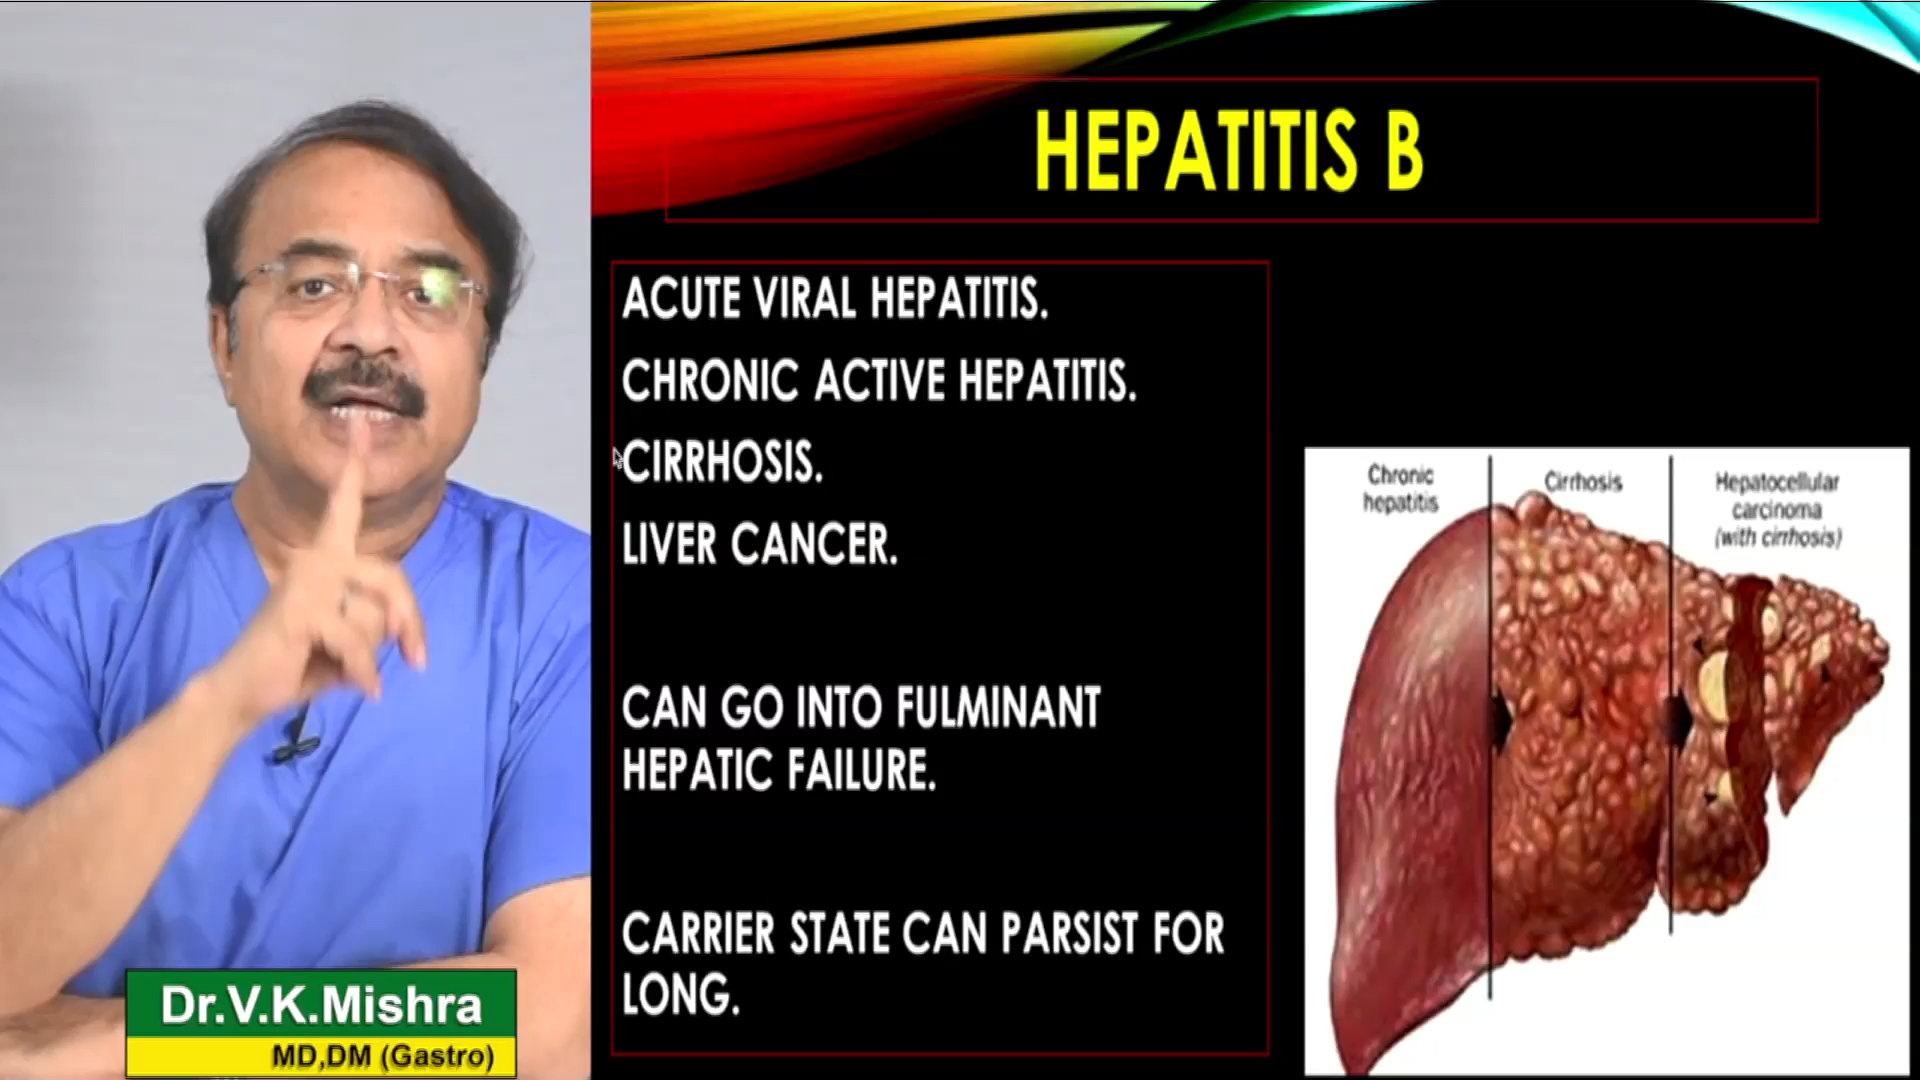 HEPATITIS B
ACUTE VIRAL HEPATITIS.
CHRONIC ACTIVE HEPATITIS.
CIRRHOSIS.
LIVER CANCER.
CAN GO INTO FULMINANT
HEPATIC FAILURE.
CARRIER STATE CAN PARSIST FOR
LONG.
Chronic
hepatitis
Cirrhosis
Hepatocellular
carcinoma
(with cirrhosis)
Dr.V.K.Mishra
MD,DM (Gastro)